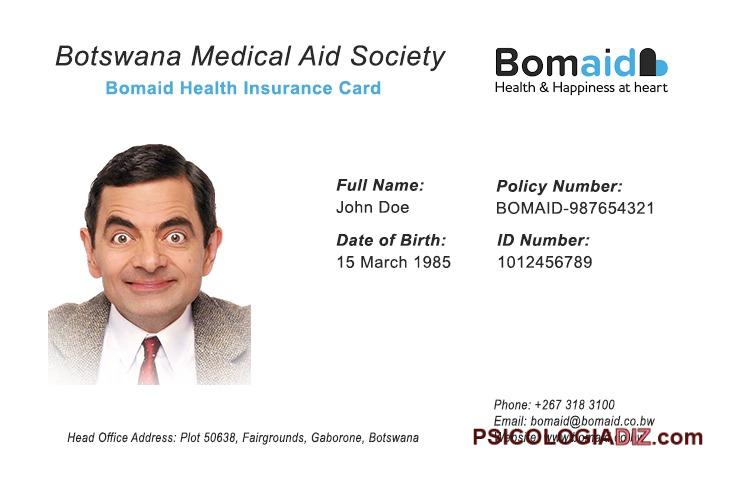 Botswana Medical Aid Society
Bomaid Health Insurance Card
Bomaid
Health & Happiness at heart
Full Name:
John Doe
Policy Number:
BOMAID-987654321
Date of Birth:
15 March 1985
ID Number:
1012456789
Phone: +267 318 3100
Email: bomaid@bomaid.co.bw
PSICOLOGIADIZ.com
Head Office Address: Plot 50638, Fairgrounds, Gaborone, Botswana